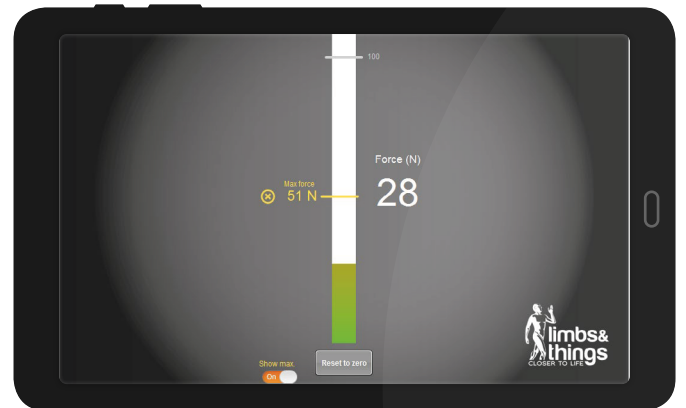 100
Force (N)
28
Max force
51 N
limbs&
things
CLOSER TO LIFE
Show max.
On
Reset to zero